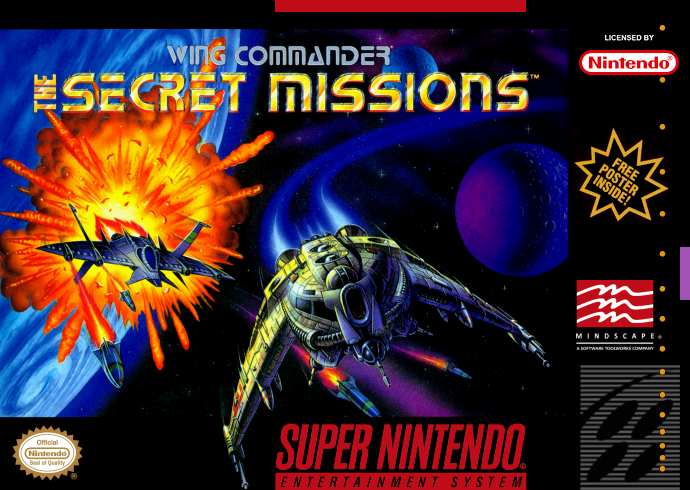 WING COMMANDER®
THE SECRET MISSIONS™
LICENSED BY
Nintendo®
FREE
POSTER
INSIDE!
MINDSCAPE®
A SOFTWARE TOOLWORKS COMPANY
Official
Nintendo
Seal of Quality
®
SUPER NINTENDO®
ENTERTAINMENT SYSTEM